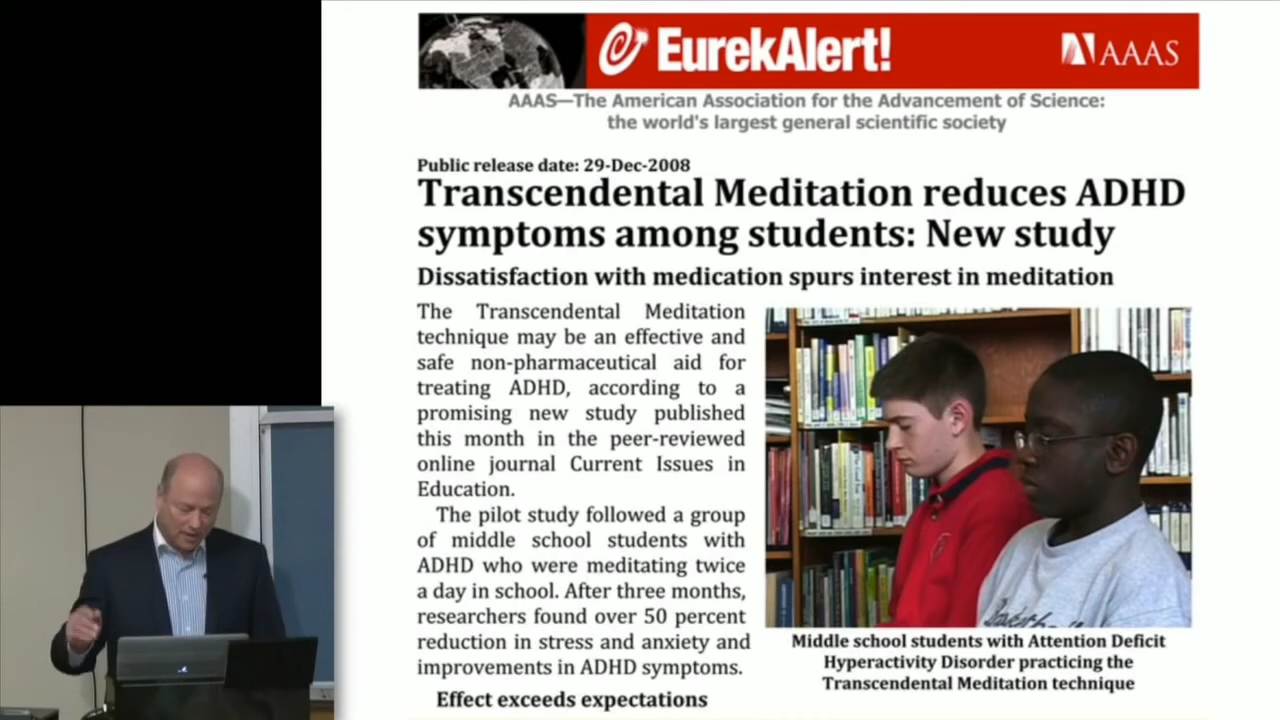 EurekAlert!
AAAS
AAAS—The American Association for the Advancement of Science:
the world's largest general scientific society
Public release date: 29-Dec-2008
Transcendental Meditation reduces ADHD
symptoms among students: New study
Dissatisfaction with medication spurs interest in meditation
The Transcendental Meditation
technique may be an effective and
safe non-pharmaceutical aid for
treating ADHD, according to a
promising new study published
this month in the peer-reviewed
online journal Current Issues in
Education.
The pilot study followed a group
of middle school students with
ADHD who were meditating twice
a day in school. After three months,
researchers found over 50 percent
reduction in stress and anxiety and
improvements in ADHD symptoms.
Effect exceeds expectations
Middle school students with Attention Deficit
Hyperactivity Disorder practicing the
Transcendental Meditation technique